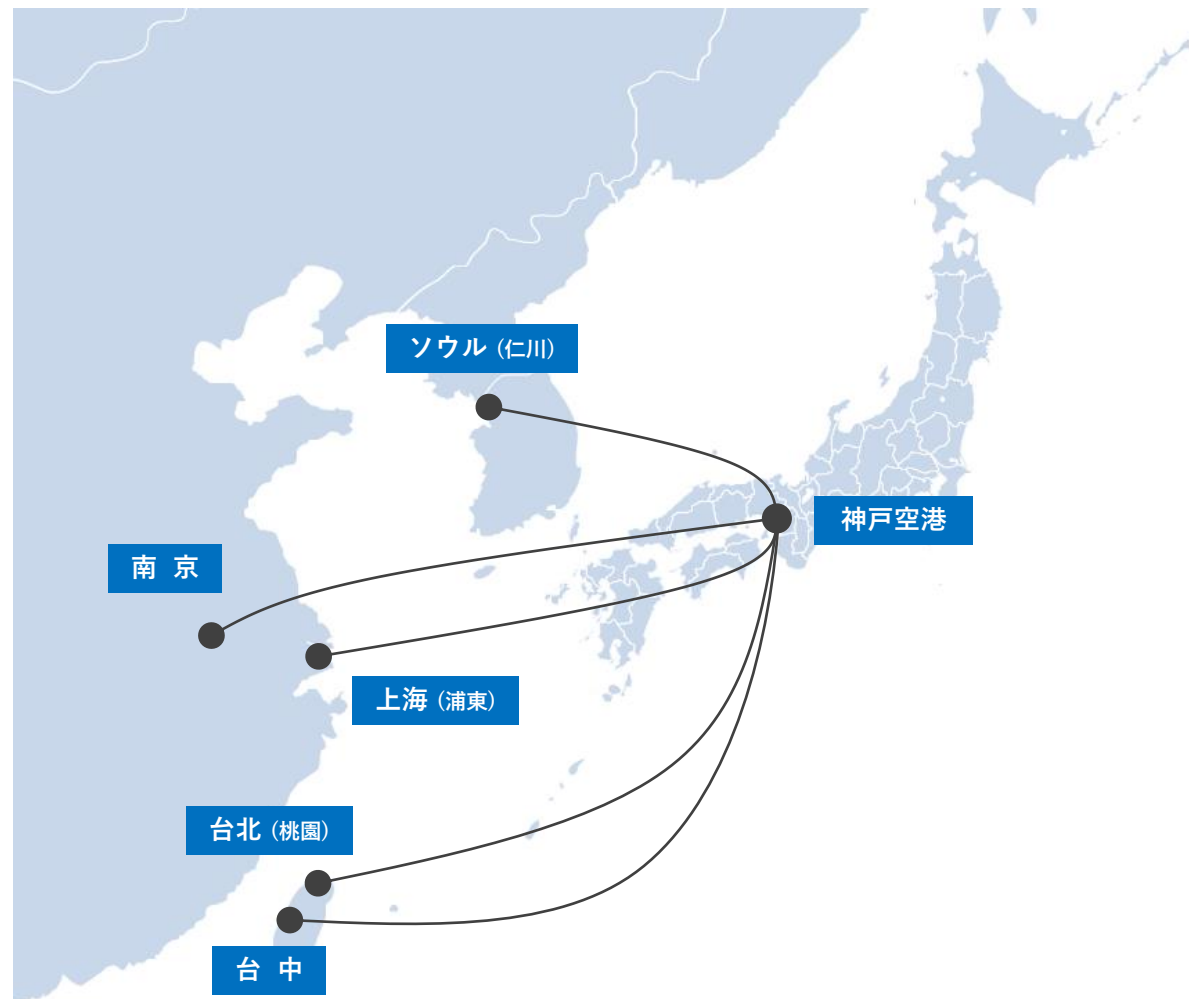 ソウル（仁川）
神戸空港
南 京
上海（浦東）
台北（桃園）
台 中